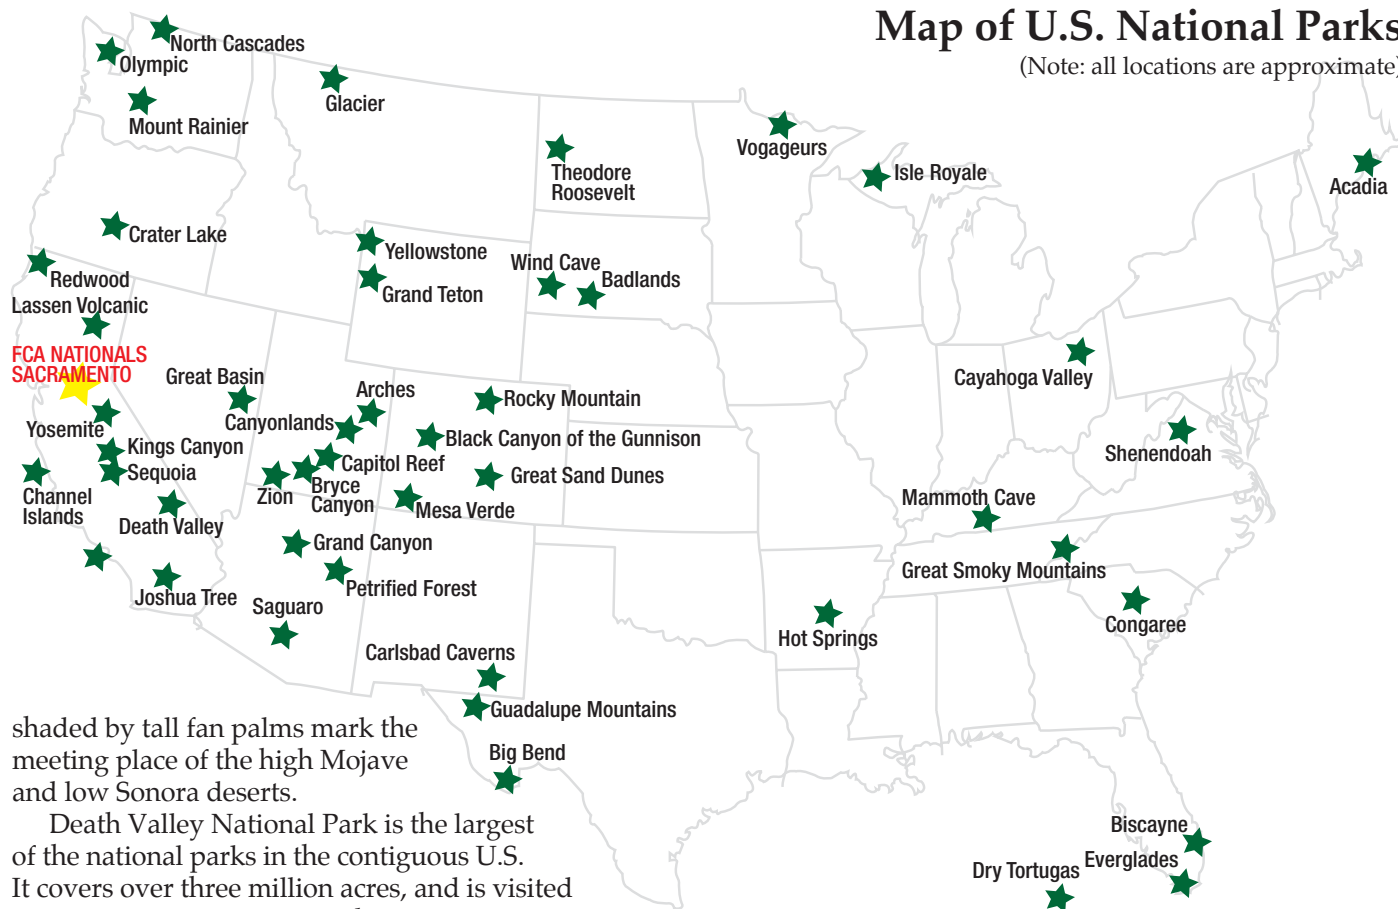 Map of U.S. National Parks
(Note: all locations are approximate)
North Cascades
Olympic
Mount Rainier
Glacier
Theodore
Roosevelt
Vogageurs
Isle Royale
Acadia
Crater Lake
Redwood
Lassen Volcanic
Yellowstone
Grand Teton
Wind Cave
Badlands
FCA NATIONALS
SACRAMENTO
Great Basin
Arches
Canyonlands
Rocky Mountain
Cayahoga Valley
Yosemite
Kings Canyon
Sequoia
Channel
Islands
Death Valley
Zion
Bryce
Canyon
Capitol Reef
Black Canyon of the Gunnison
Great Sand Dunes
Mesa Verde
Shenendoah
Mammoth Cave
Great Smoky Mountains
Grand Canyon
Petrified Forest
Joshua Tree
Saguaro
Hot Springs
Congaree
Carlsbad Caverns
Guadalupe Mountains
Big Bend
Biscayne
Everglades
Dry Tortugas
shaded by tall fan palms mark the
meeting place of the high Mojave
and low Sonora deserts.
Death Valley National Park is the largest
of the national parks in the contiguous U.S.
It covers over three million acres, and is visited